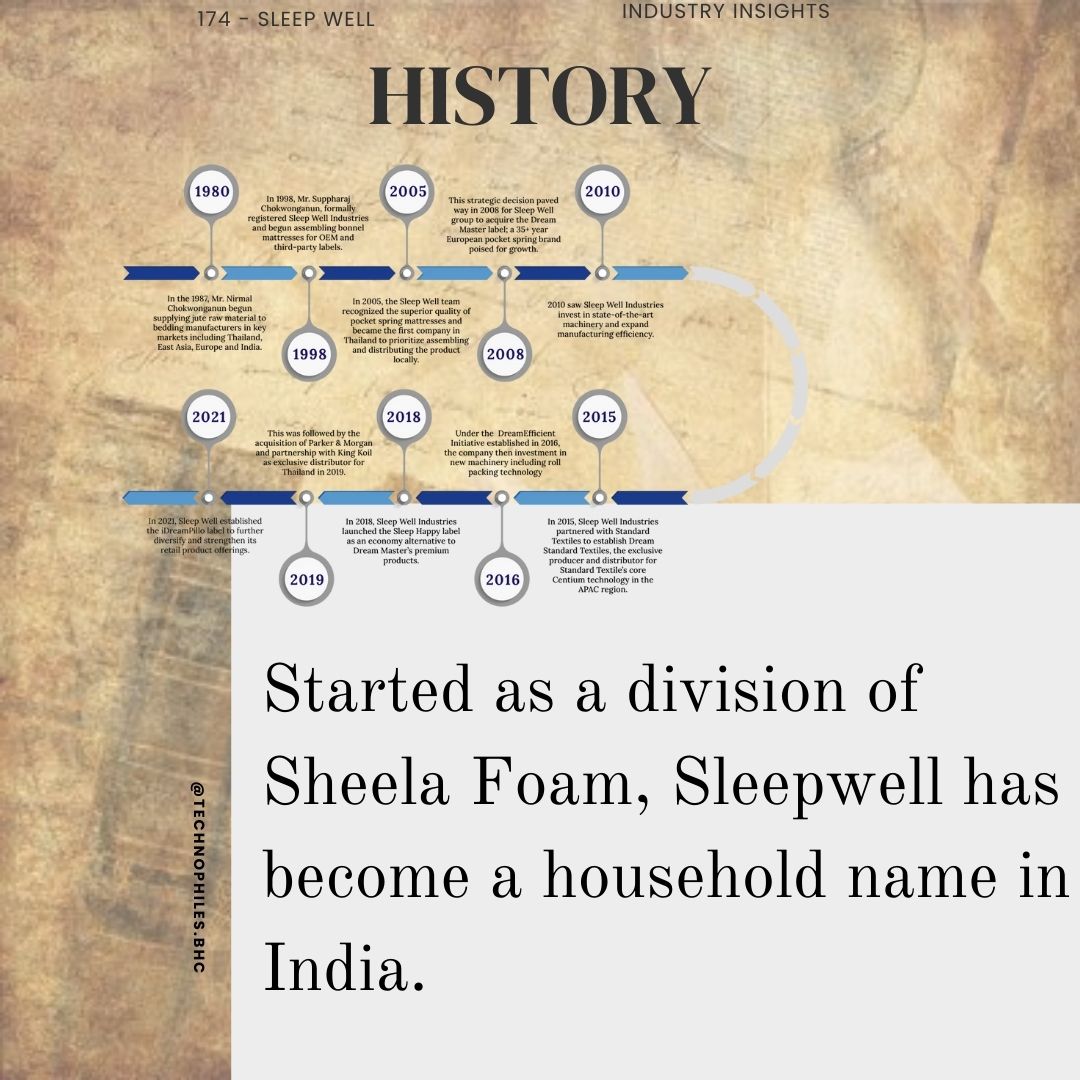 174 - SLEEP WELL
INDUSTRY INSIGHTS
HISTORY
1980
In the 1987, Mr. Nirmal
Chokwonganun begun
supplying jute raw material to
bedding manufacturers in key
markets including Thailand,
East Asia, Europe and India.
In 1998, Mr. Suppharaj
Chokwonganun, formally
registered Sleep Well Industries
and begun assembling bonnel
mattresses for OEM and
third-party labels.
1998
2005
In 2005, the Sleep Well team
recognized the superior quality of
pocket spring mattresses and
became the first company in
Thailand to prioritize assembling
and distributing the product
locally.
This strategic decision paved
way in 2008 for Sleep Well
group to acquire the Dream
Master label; a 35+ year
European pocket spring brand
poised for growth.
2008
2010
2010 saw Sleep Well Industries
invest in state-of-the-art
machinery and expand
manufacturing efficiency.
2015
In 2015, Sleep Well Industries
partnered with Standard
Textiles to establish Dream
Standard Textiles, the exclusive
producer and distributor for
Standard Textile's core
Centium technology in the
APAC region.
Under the DreamEfficient
Initiative established in 2016,
the company then investment in
new machinery including roll
packing technology
2016
2018
In 2018, Sleep Well Industries
launched the Sleep Happy label
as an economy alternative to
Dream Master's premium
products.
This was followed by the
acquisition of Parker & Morgan
and partnership with King Koil
as exclusive distributor for
Thailand in 2019.
2019
2021
In 2021, Sleep Well established
the iDreamPillo label to further
diversify and strengthen its
retail product offerings.
Started as a division of
Sheela Foam, Sleepwell has
become a household name in
India.
@TECHNOPHILES.BHC